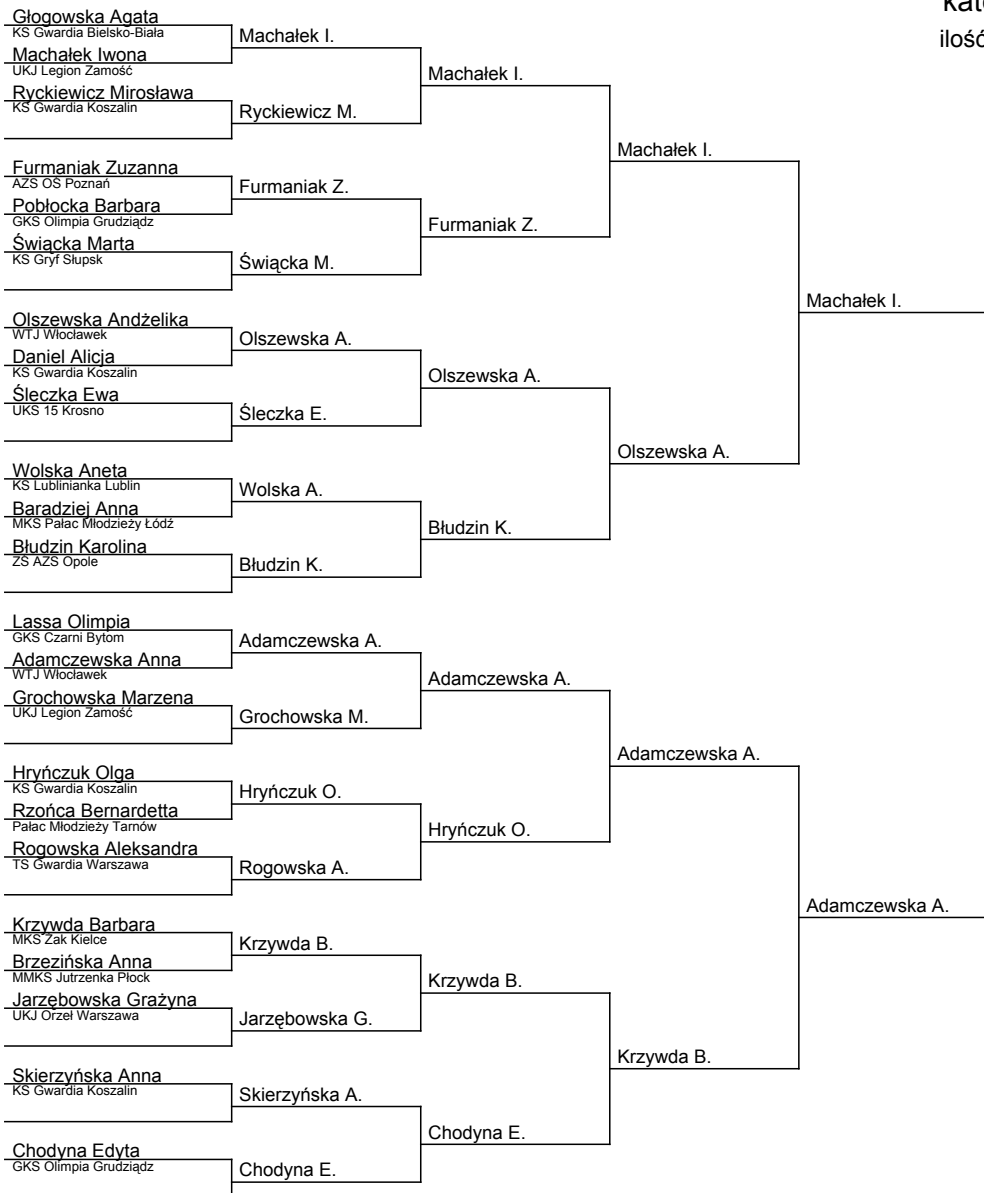 Głogowska Agata
KS Gwardia Bielsko-Biała
Machałek I.
Machałek Iwona
UKJ Legion Zamość
Machałek I.
Ryckiewicz Mirosława
KS Gwardia Koszalin
Ryckiewicz M.
Machałek I.
Furmaniak Zuzanna
AZS OŚ Poznań
Furmaniak Z.
Pobłocka Barbara
GKS Olimpia Grudziądz
Furmaniak Z.
Świącka Marta
KS Gryf Słupsk
Świącka M.
Machałek I.
Olszewska Andżelika
WTJ Włocławek
Olszewska A.
Daniel Alicja
KS Gwardia Koszalin
Olszewska A.
Śleczka Ewa
UKS 15 Krosno
Śleczka E.
Olszewska A.
Wolska Aneta
KS Lublinianka Lublin
Wolska A.
Baradziej Anna
MKS Pałac Młodzieży Łódź
Błudzin K.
Błudzin Karolina
ZS AZS Opole
Błudzin K.
Lassa Olimpia
GKS Czarni Bytom
Adamczewska A.
Adamczewska Anna
WTJ Włocławek
Adamczewska A.
Grochowska Marzena
UKJ Legion Zamość
Grochowska M.
Adamczewska A.
Hryńczuk Olga
KS Gwardia Koszalin
Hryńczuk O.
Rzońca Bernardetta
Pałac Młodzieży Tarnów
Hryńczuk O.
Rogowska Aleksandra
TS Gwardia Warszawa
Rogowska A.
Adamczewska A.
Krzywda Barbara
MKS Żak Kielce
Krzywda B.
Brzezińska Anna
MMKS Jutrzenka Płock
Krzywda B.
Jarzębowska Grażyna
UKJ Orzeł Warszawa
Jarzębowska G.
Krzywda B.
Skierzyńska Anna
KS Gwardia Koszalin
Skierzyńska A.
Chodyna E.
Chodyna Edyta
GKS Olimpia Grudziądz
Chodyna E.